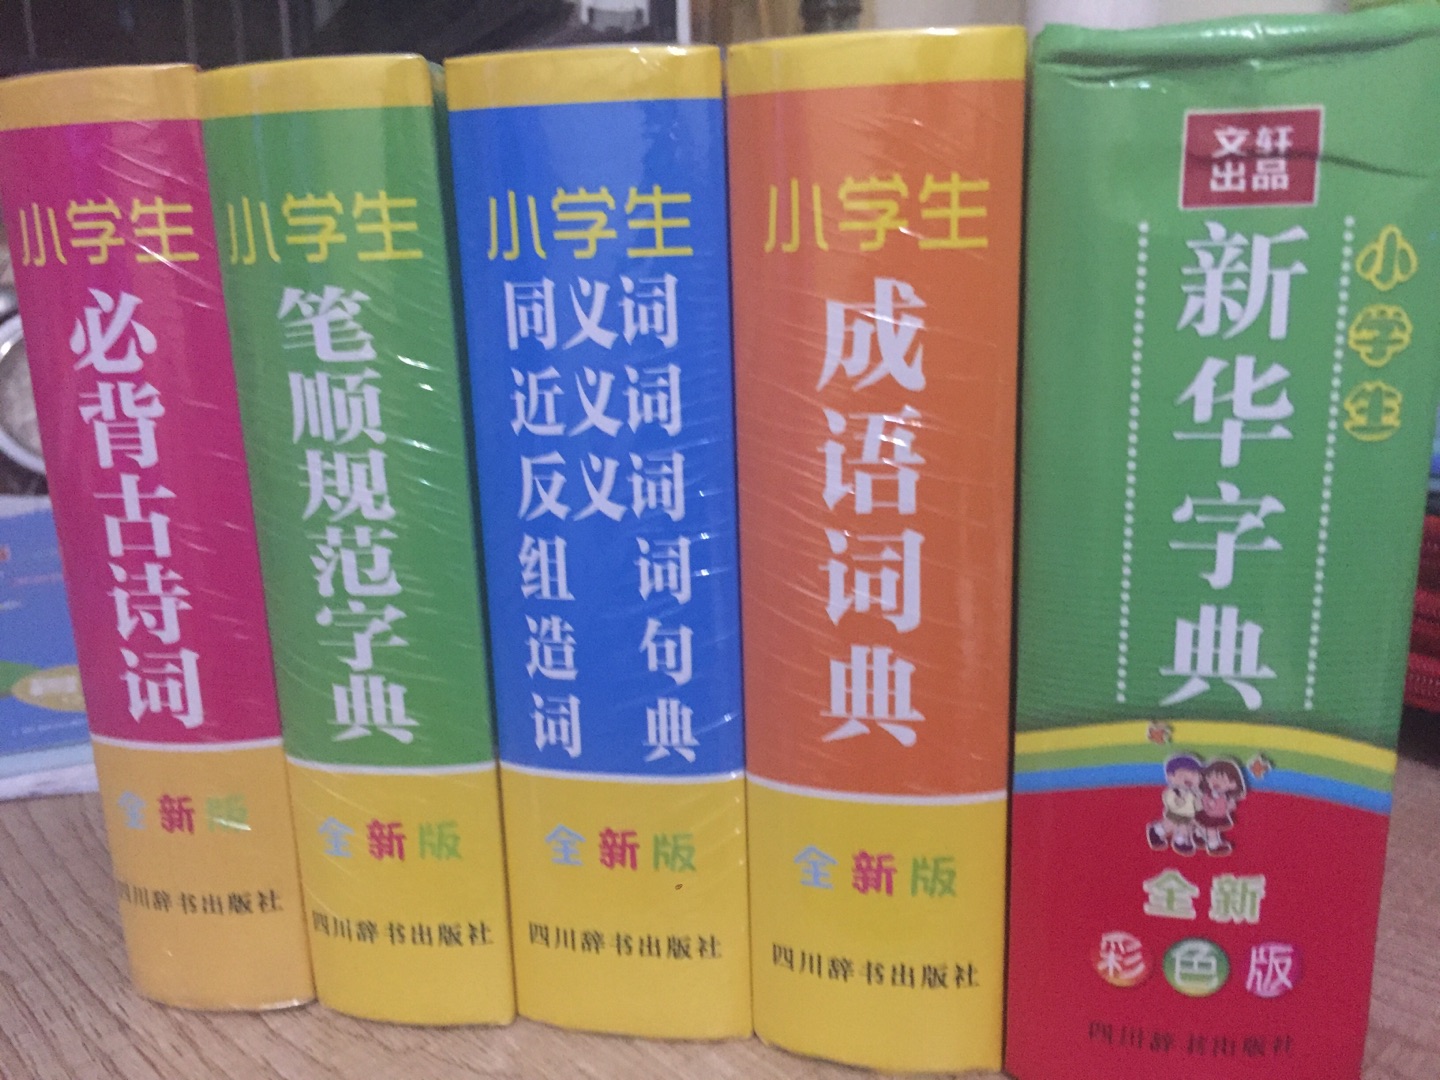 小学生
必背古诗词
全新版
四川辞书出版社
小学生
笔顺规范字典
全新版
四川辞书出版社
小学生
同义词
近义词
反义词
组词
造句
词典
全新版
四川辞书出版社
小学生
成语词典
全新版
四川辞书出版社
文轩
出品
小学生
新华字典
全新
彩色版
四川辞书出版社